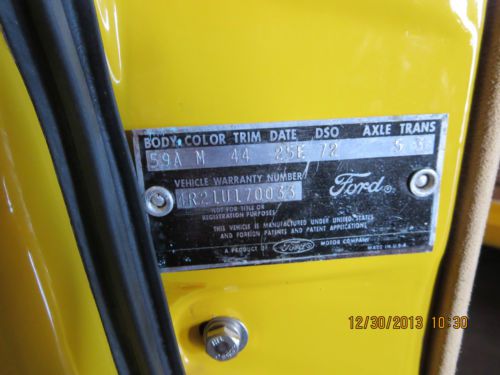 BODY COLOR TRIM DATE DSO AXLE TRANS
59A M 44 25E 72 5 3
VEHICLE WARRANTY NUMBER
4R21U170033
Ford ®
NOT FOR TITLE OR
REGISTRATION PURPOSES
THIS VEHICLE IS MANUFACTURED UNDER UNITED STATES
AND FOREIGN PATENTS AND PATENT APPLICATIONS
A PRODUCT OF Ford MOTOR COMPANY
MADE IN U.S.A.
12/30/2013 10:30